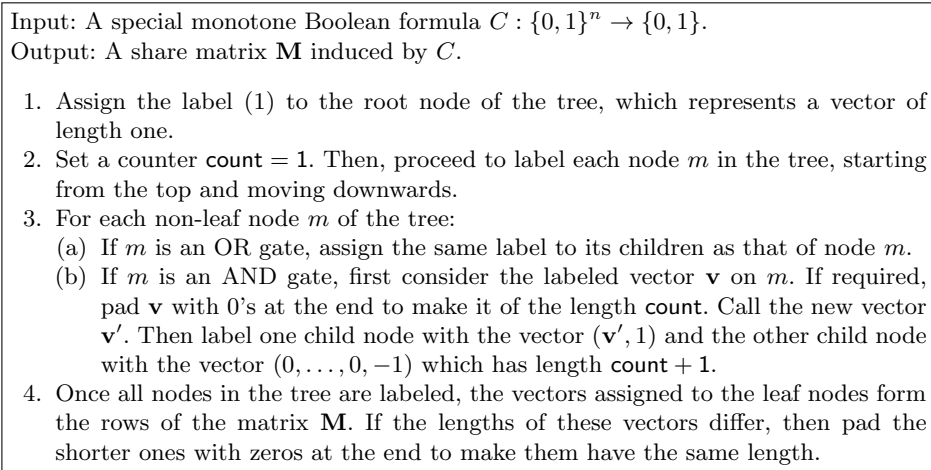 Input: A special monotone Boolean formula C : {0, 1}ⁿ → {0, 1}.
Output: A share matrix M induced by C.
1. Assign the label (1) to the root node of the tree, which represents a vector of
length one.
2. Set a counter count = 1. Then, proceed to label each node m in the tree, starting
from the top and moving downwards.
3. For each non-leaf node m of the tree:
(a) If m is an OR gate, assign the same label to its children as that of node m.
(b) If m is an AND gate, first consider the labeled vector v on m. If required,
pad v with 0's at the end to make it of the length count. Call the new vector
v′. Then label one child node with the vector (v′, 1) and the other child node
with the vector (0, . . . , 0, −1) which has length count + 1.
4. Once all nodes in the tree are labeled, the vectors assigned to the leaf nodes form
the rows of the matrix M. If the lengths of these vectors differ, then pad the
shorter ones with zeros at the end to make them have the same length.